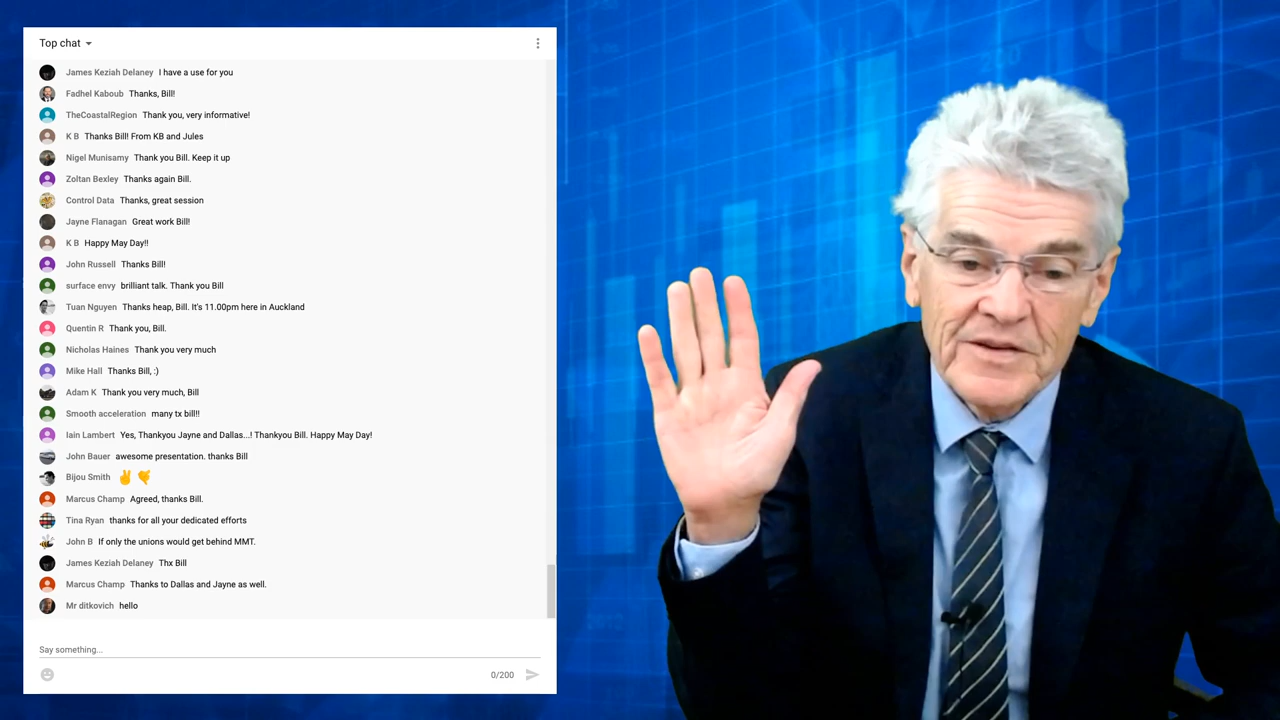 Top chat
James Keziah Delaney I have a use for you
Fadhel Kaboub Thanks, Bill!
TheCoastalRegion Thank you, very informative!
K B Thanks Bill! From KB and Jules
Nigel Munisamy Thank you Bill. Keep it up
Zoltan Bexley Thanks again Bill.
Control Data Thanks, great session
Jayne Flanagan Great work Bill!
K B Happy May Day!!
John Russell Thanks Bill!
surface envy brilliant talk. Thank you Bill
Tuan Nguyen Thanks heap, Bill. It's 11.00pm here in Auckland
Quentin R Thank you, Bill.
Nicholas Haines Thank you very much
Mike Hall Thanks Bill, :)
Adam K Thank you very much, Bill
Smooth acceleration many tx bill!!
Iain Lambert Yes, Thankyou Jayne and Dallas...! Thankyou Bill. Happy May Day!
John Bauer awesome presentation. thanks Bill
Bijou Smith
Marcus Champ Agreed, thanks Bill.
Tina Ryan thanks for all your dedicated efforts
John B If only the unions would get behind MMT.
James Keziah Delaney Thx Bill
Marcus Champ Thanks to Dallas and Jayne as well.
Mr ditkovich hello
Say something...
0/200